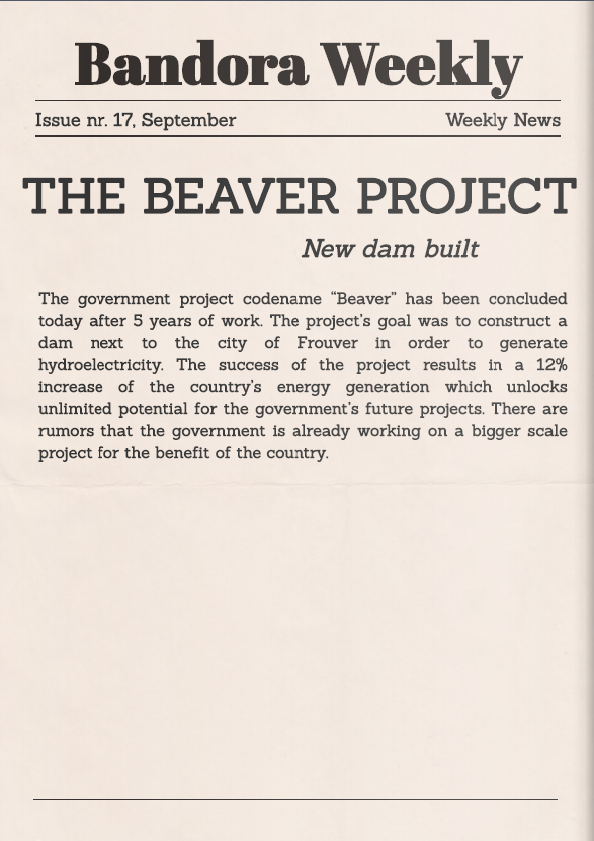 Bandora Weekly
Issue nr. 17, September
Weekly News
THE BEAVER PROJECT
New dam built
The government project codename “Beaver” has been concluded
today after 5 years of work. The project’s goal was to construct a
dam next to the city of Frouver in order to generate
hydroelectricity. The success of the project results in a 12%
increase of the country’s energy generation which unlocks
unlimited potential for the government’s future projects. There are
rumors that the government is already working on a bigger scale
project for the benefit of the country.